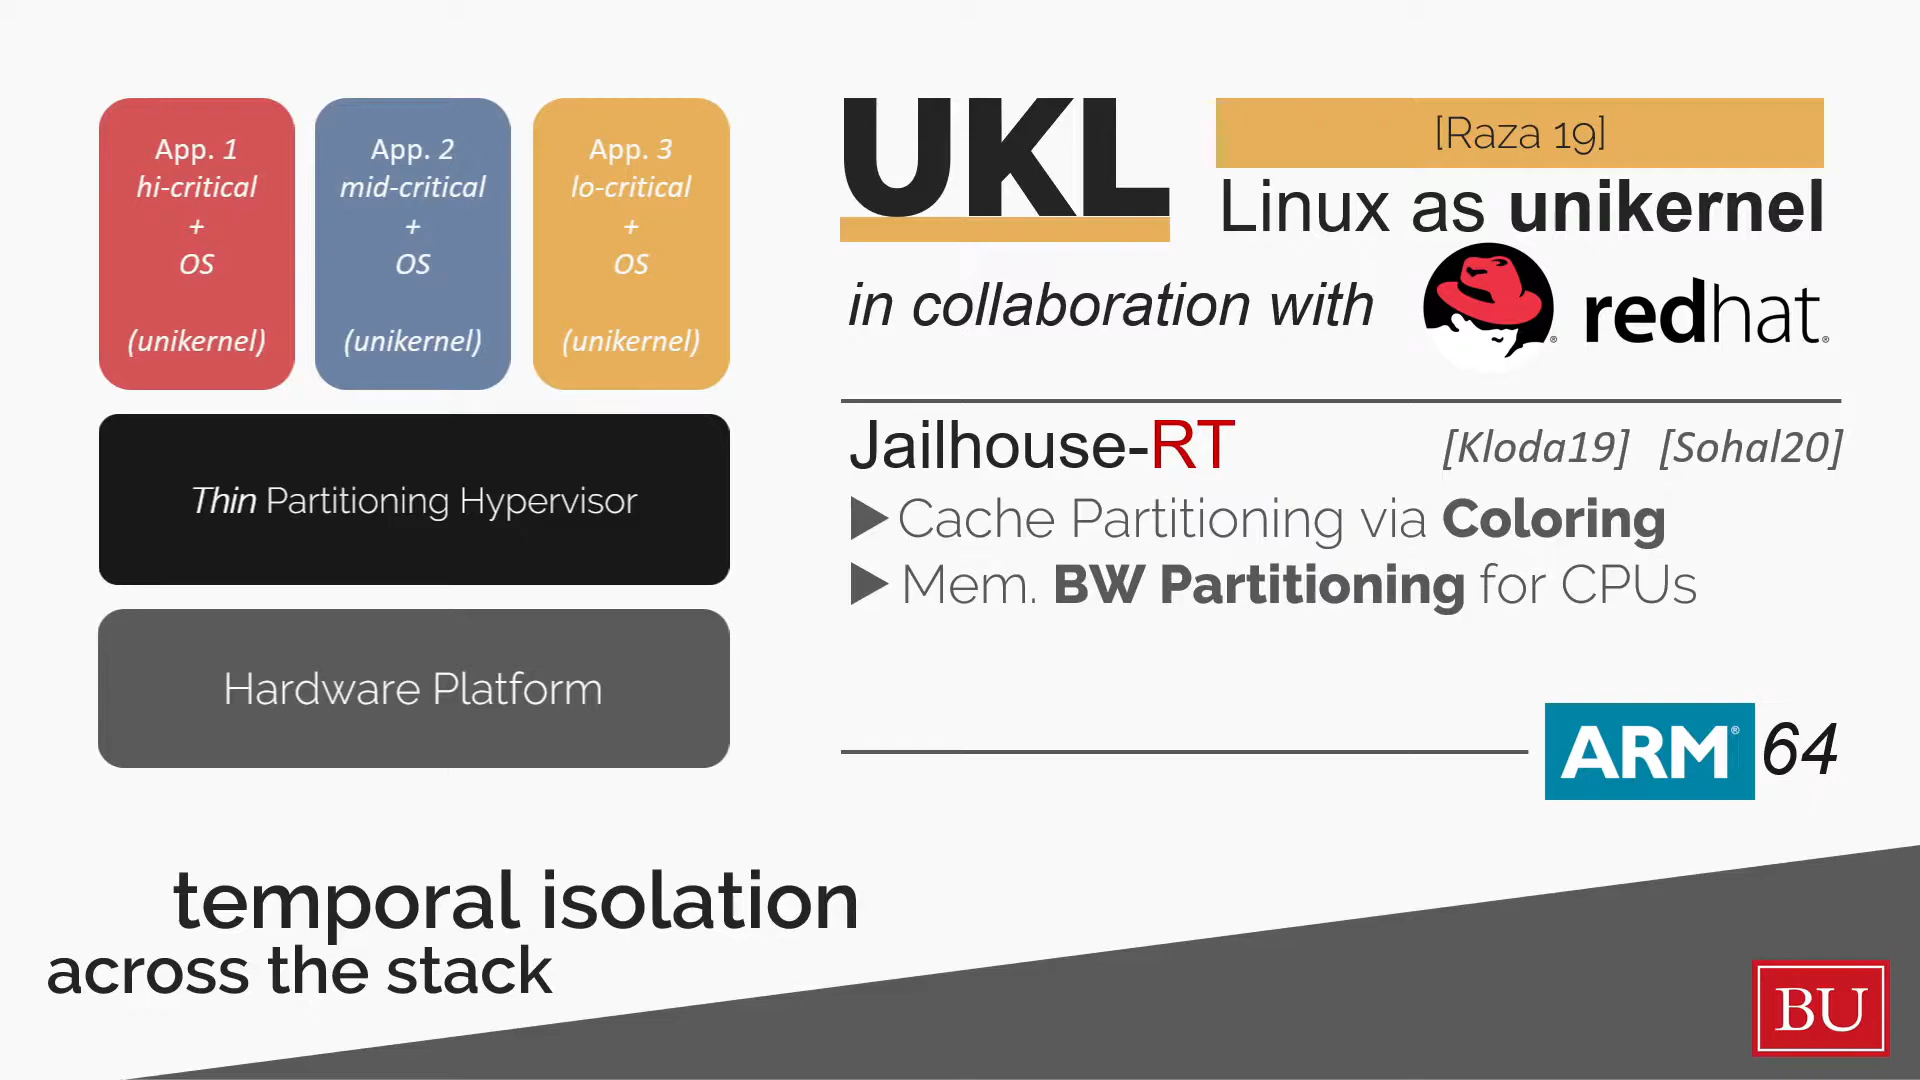 App. 1
hi-critical
+
OS
(unikernel)
App. 2
mid-critical
+
OS
(unikernel)
App. 3
lo-critical
+
OS
(unikernel)
Thin Partitioning Hypervisor
Hardware Platform
UKL
[Raza 19]
Linux as unikernel
in collaboration with
redhat®
Jailhouse-RT [Kloda19] [Sohal20]
▶ Cache Partitioning via Coloring
▶ Mem. BW Partitioning for CPUs
ARM® 64
temporal isolation
across the stack
BU